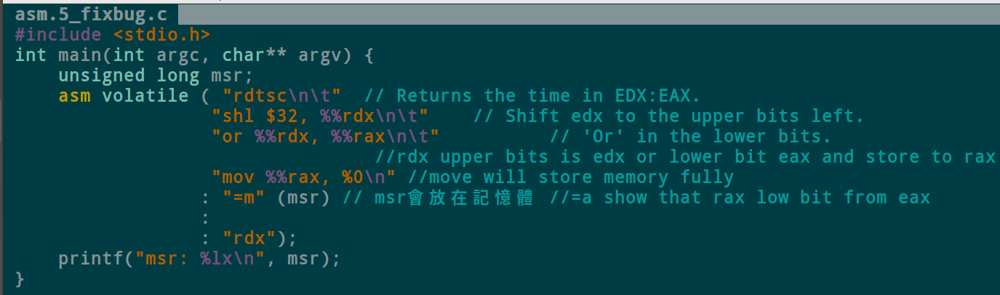 asm.5_fixbug.c
#include <stdio.h>
int main(int argc, char** argv) {
    unsigned long msr;
    asm volatile ( "rdtsc\n\t"  // Returns the time in EDX:EAX.
                  "shl $32, %%rdx\n\t"    // Shift edx to the upper bits left.
                  "or %%rdx, %%rax\n\t"          // 'Or' in the lower bits.
                                 //rdx upper bits is edx or lower bit eax and store to rax
                  "mov %%rax, %0\n" //move will store memory fully
                 : "=m" (msr) // msr會放在記憶體 //=a show that rax low bit from eax
                 :
                 : "rdx");
    printf("msr: %lx\n", msr);
}